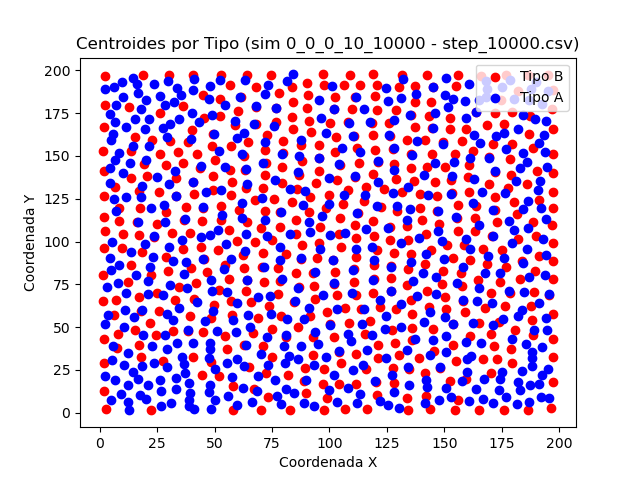 Centroides por Tipo (sim 0_0_0_10_10000 - step_10000.csv)
Tipo B
Tipo A
Coordenada Y
200
175
150
125
100
75
50
25
0
0 25 50 75 100 125 150 175 200
Coordenada X